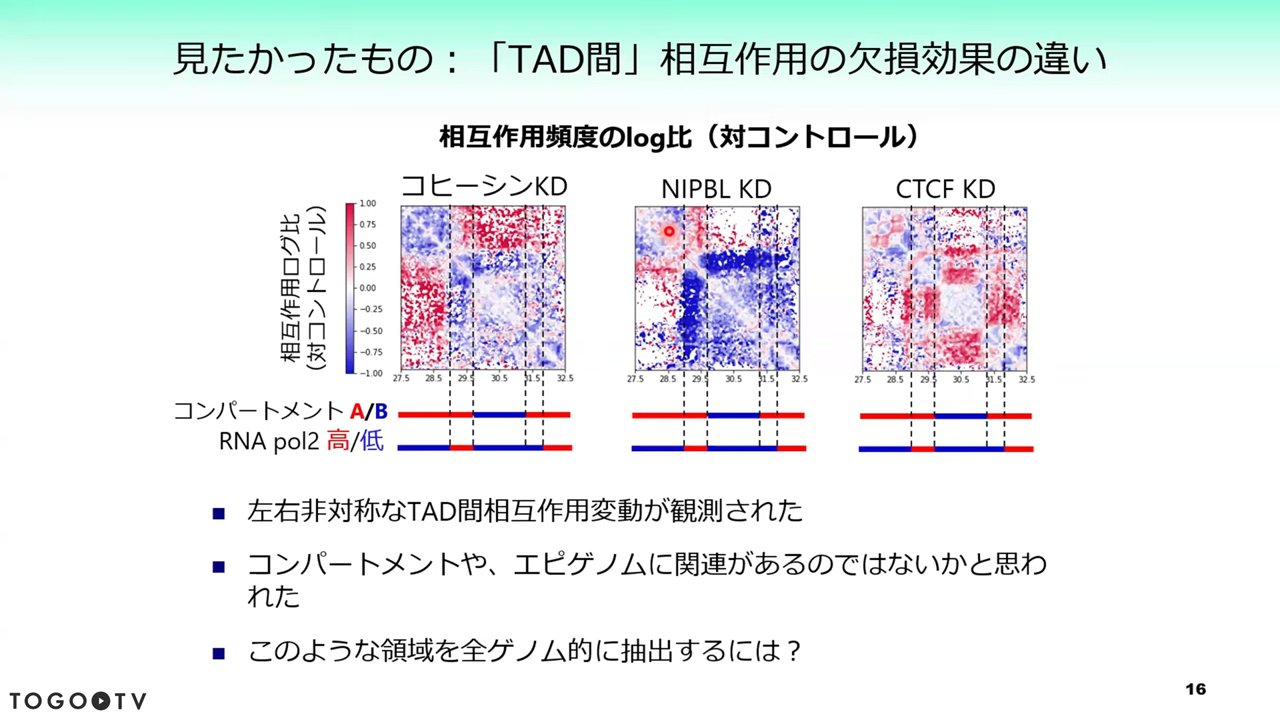 見たかったもの：「TAD間」相互作用の欠損効果の違い
相互作用頻度のlog比（対コントロール）
コヒーシンKD
NIPBL KD
CTCF KD
相互作用ログ比
（対コントロール）
1.00
0.75
0.50
0.25
0.00
−0.25
−0.50
−0.75
−1.00
27.5 28.5 29.5 30.5 31.5 32.5
27.5 28.5 29.5 30.5 31.5 32.5
27.5 28.5 29.5 30.5 31.5 32.5
コンパートメント A/B
RNA pol2 高/低
■ 左右非対称なTAD間相互作用変動が観測された
■ コンパートメントや、エピゲノムに関連があるのではないかと思わ
れた
■ このような領域を全ゲノム的に抽出するには？
TOGOTV
16